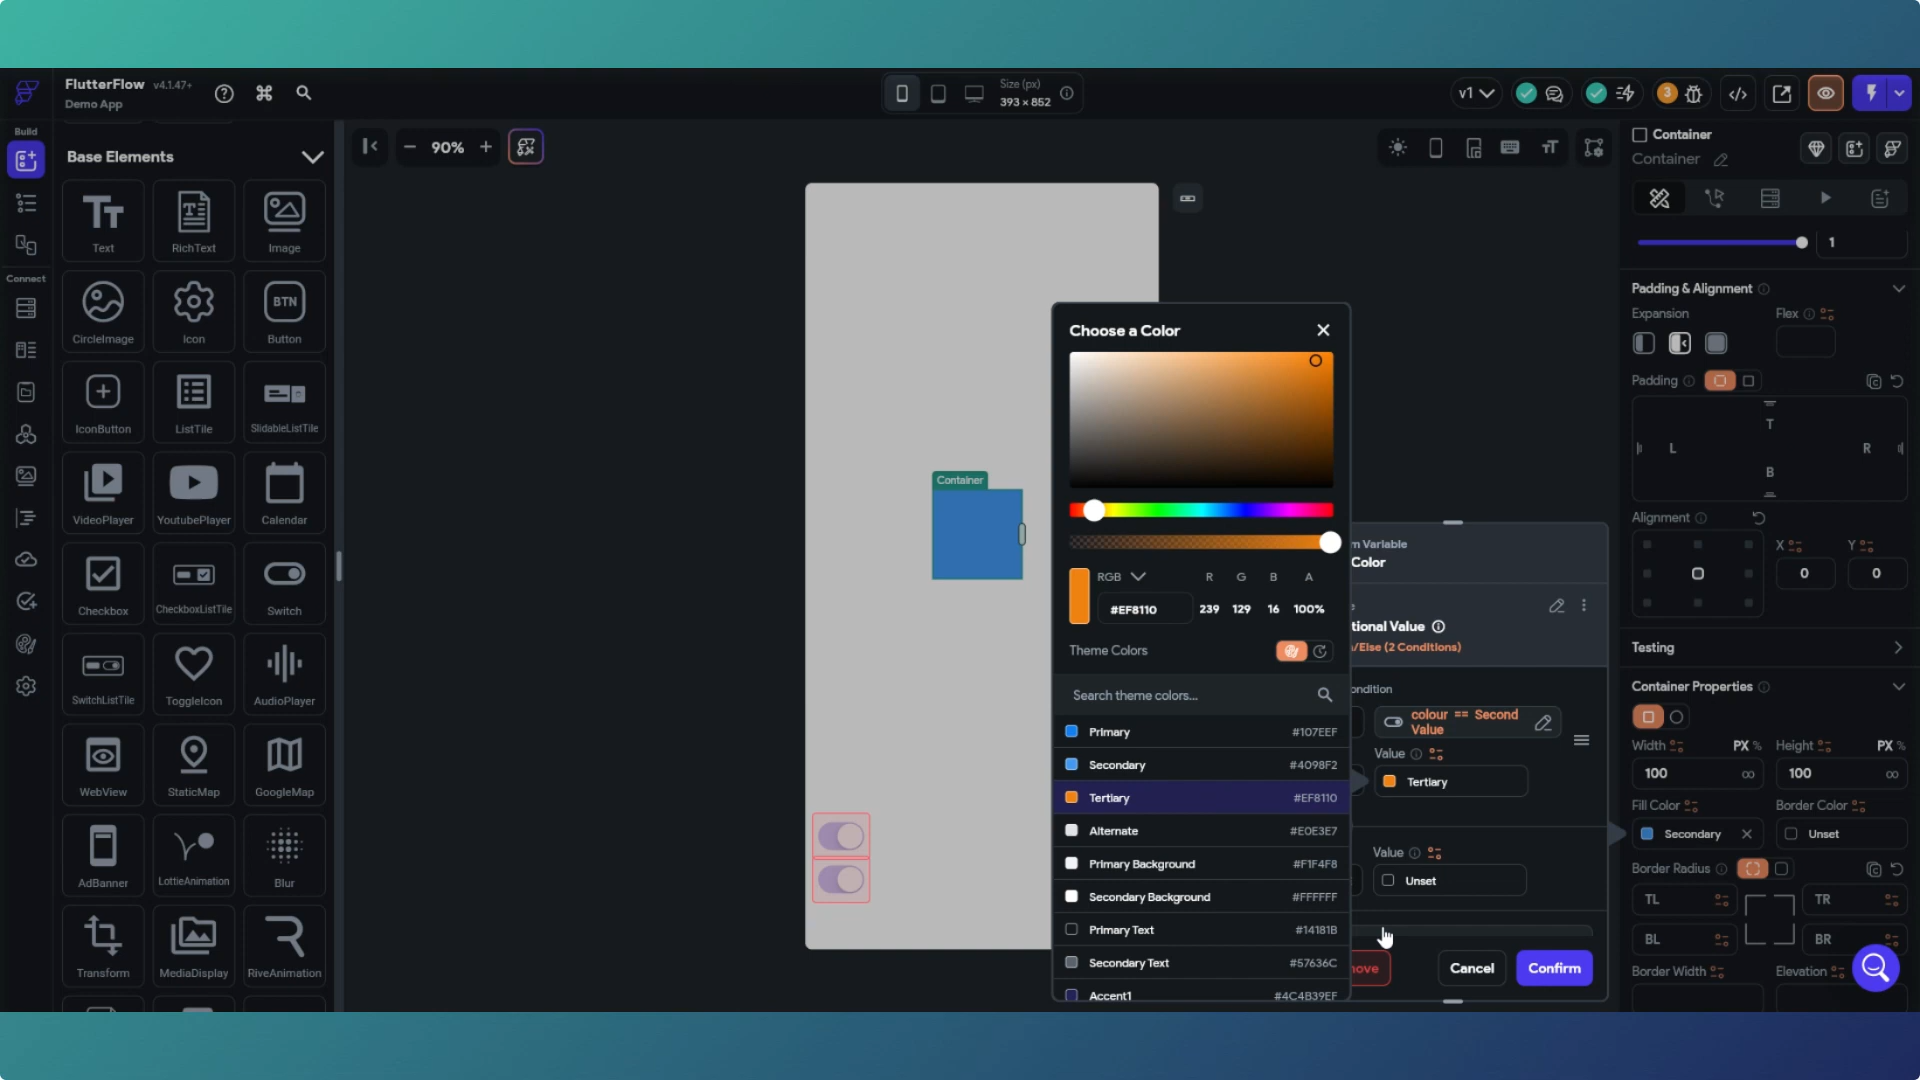 FlutterFlow v4.1.47+
Demo App
Size (px)
393 × 852
v1
3
Build
Connect
Base Elements
Text
RichText
Image
CircleImage
Icon
BTN
Button
IconButton
ListTile
SlidableListTile
VideoPlayer
YoutubePlayer
Calendar
Checkbox
CheckboxListTile
Switch
SwitchListTile
ToggleIcon
AudioPlayer
WebView
StaticMap
GoogleMap
AdBanner
LottieAnimation
Blur
Transform
MediaDisplay
RiveAnimation
90%
Container
Choose a Color
RGB
R G B A
#EF8110
239 129 16 100%
Theme Colors
Search theme colors...
Primary #107EEF
Secondary #4098F2
Tertiary #EF8110
Alternate #E0E3E7
Primary Background #F1F4F8
Secondary Background #FFFFFF
Primary Text #14181B
Secondary Text #57636C
Accent1 #4C4B39EF
m Variable
Color
tional Value
/Else (2 Conditions)
ondition
colour == Second
Value
Value
Tertiary
Value
Unset
ove
Cancel
Confirm
Container
Container
1
Padding & Alignment
Expansion
Flex
Padding
T
L
R
B
Alignment
X
Y
0
0
Testing
Container Properties
Width PX %
Height PX %
100
100
Fill Color
Border Color
Secondary
Unset
Border Radius
TL
TR
BL
BR
Border Width
Elevation